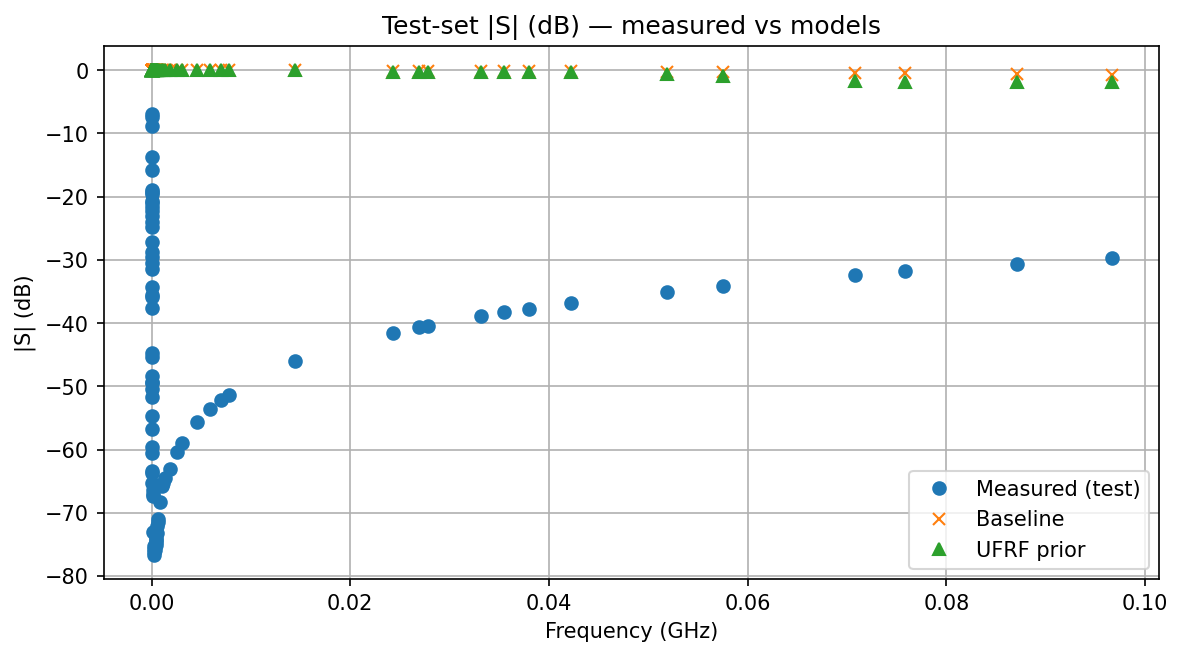 Test-set |S| (dB) — measured vs models
|S| (dB)
0
−10
−20
−30
−40
−50
−60
−70
−80
Measured (test)
Baseline
UFRF prior
0.00 0.02 0.04 0.06 0.08 0.10
Frequency (GHz)